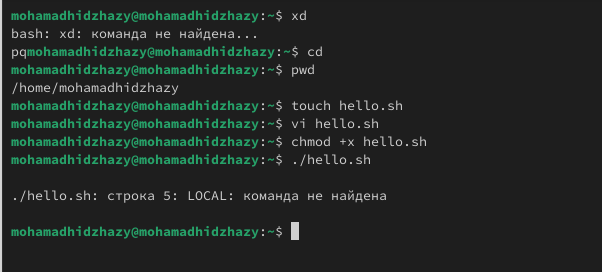 mohamadhidzhazy@mohamadhidzhazy:~$ xd
bash: xd: команда не найдена...
pqmohamadhidzhazy@mohamadhidzhazy:~$ cd
mohamadhidzhazy@mohamadhidzhazy:~$ pwd
/home/mohamadhidzhazy
mohamadhidzhazy@mohamadhidzhazy:~$ touch hello.sh
mohamadhidzhazy@mohamadhidzhazy:~$ vi hello.sh
mohamadhidzhazy@mohamadhidzhazy:~$ chmod +x hello.sh
mohamadhidzhazy@mohamadhidzhazy:~$ ./hello.sh
./hello.sh: строка 5: LOCAL: команда не найдена
mohamadhidzhazy@mohamadhidzhazy:~$